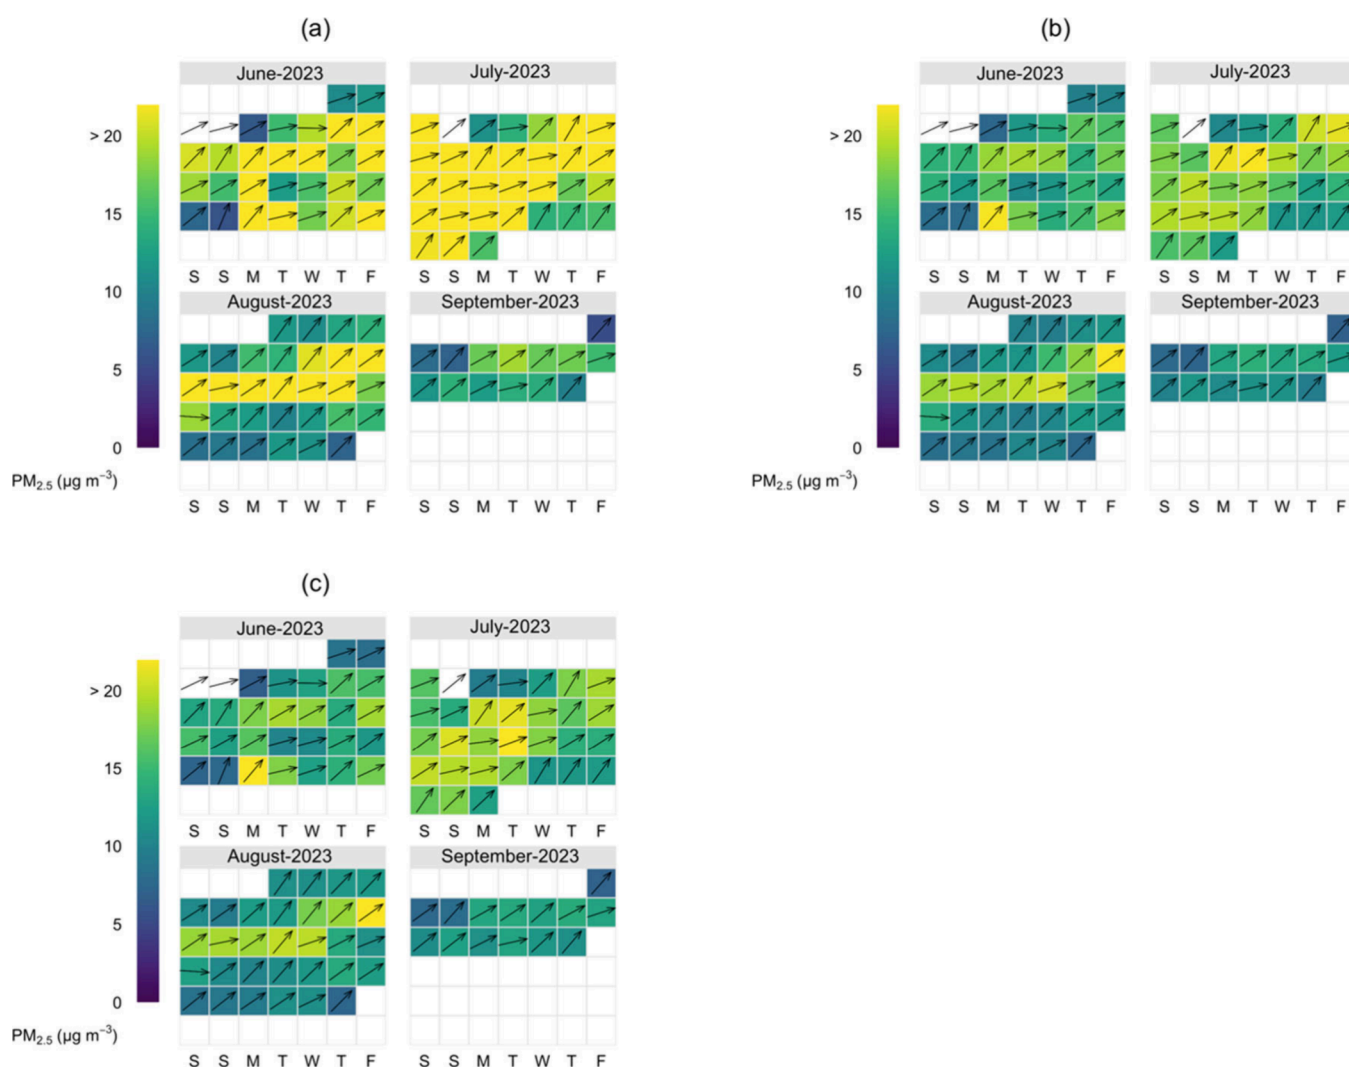 (a)
June-2023
July-2023
> 20
15
10
5
0
PM2.5 (μg m−3)
S S M T W T F
S S M T W T F
August-2023
September-2023
S S M T W T F
S S M T W T F
(b)
June-2023
July-2023
> 20
15
10
5
0
PM2.5 (μg m−3)
S S M T W T F
S S M T W T F
August-2023
September-2023
S S M T W T F
S S M T W T F
(c)
June-2023
July-2023
> 20
15
10
5
0
PM2.5 (μg m−3)
S S M T W T F
S S M T W T F
August-2023
September-2023
S S M T W T F
S S M T W T F